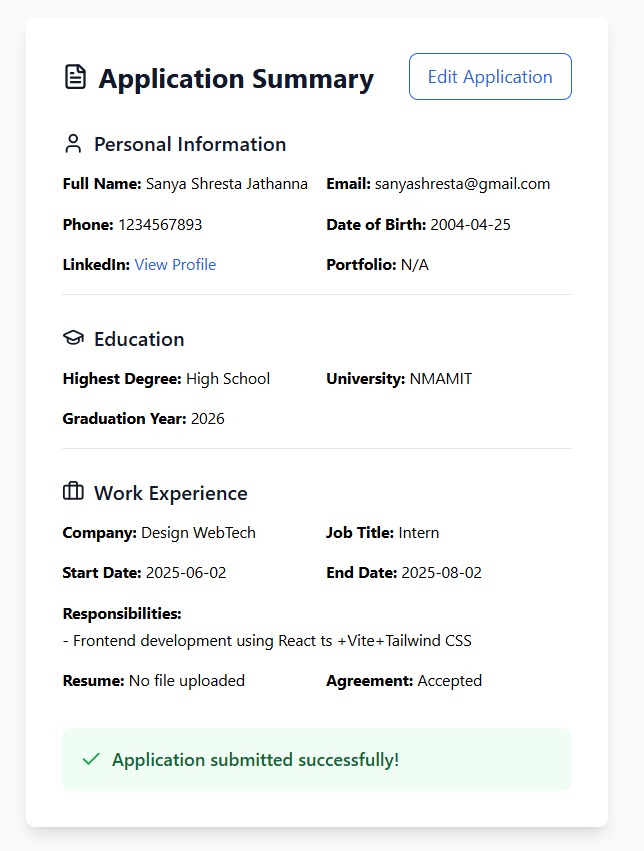 Application Summary
Edit Application
Personal Information
Full Name: Sanya Shresta Jathanna
Email: sanyashresta@gmail.com
Phone: 1234567893
Date of Birth: 2004-04-25
LinkedIn: View Profile
Portfolio: N/A
Education
Highest Degree: High School
University: NMAMIT
Graduation Year: 2026
Work Experience
Company: Design WebTech
Job Title: Intern
Start Date: 2025-06-02
End Date: 2025-08-02
Responsibilities:
- Frontend development using React ts +Vite+Tailwind CSS
Resume: No file uploaded
Agreement: Accepted
Application submitted successfully!